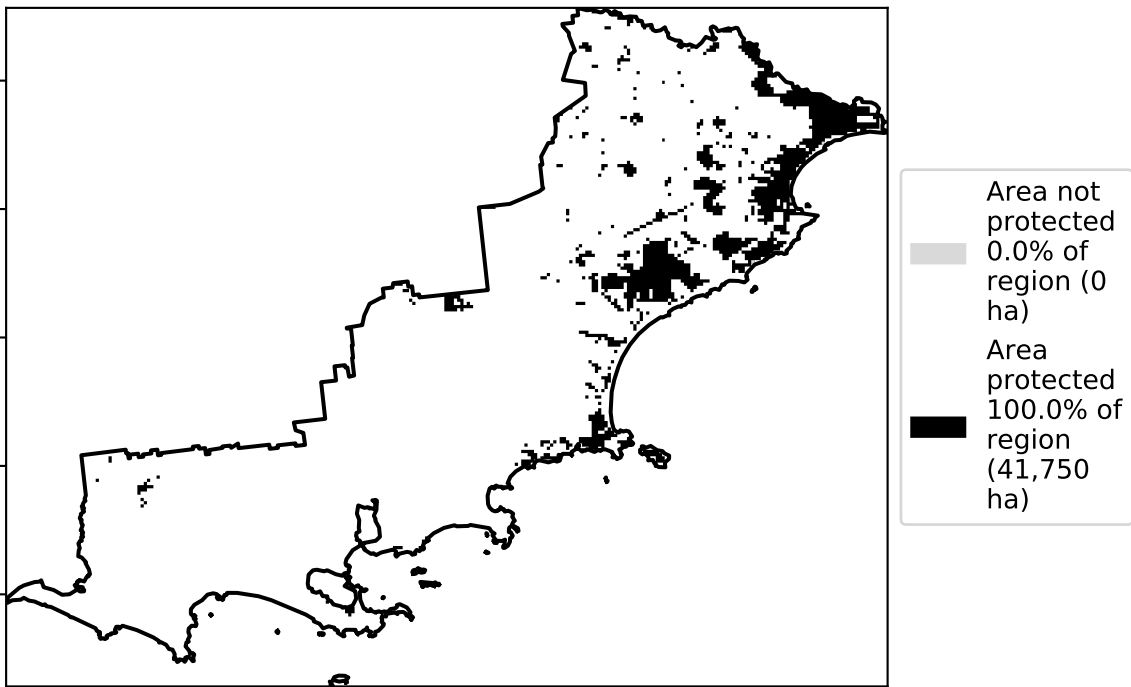 Area not
protected
0.0% of
region (0
ha)
Area
protected
100.0% of
region
(41,750
ha)